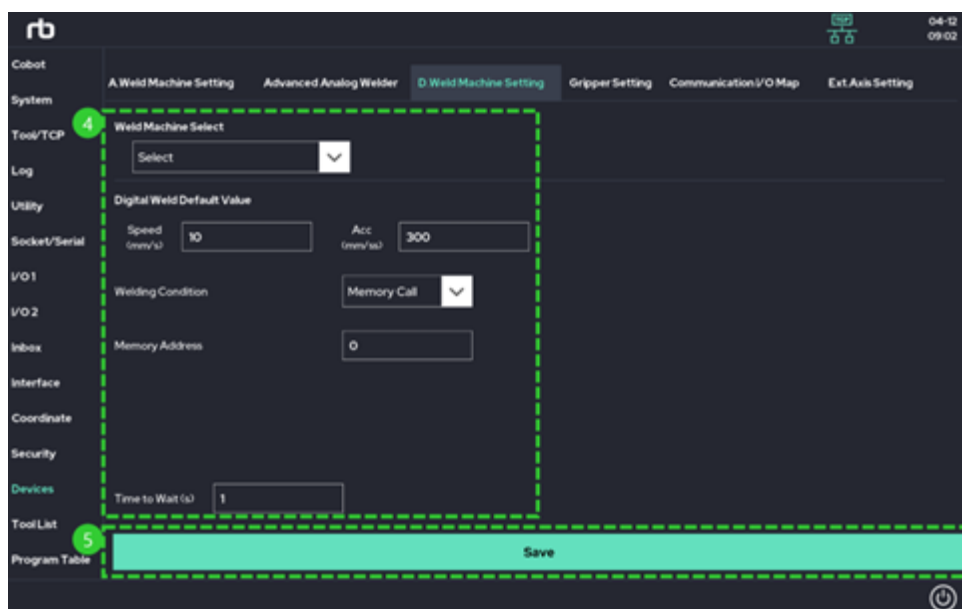 rb
TCP
04-12
09:02
Cobot
System
Tool/TCP
Log
Utility
Socket/Serial
I/O 1
I/O 2
Inbox
Interface
Coordinate
Security
Devices
Tool List
Program Table
A.Weld Machine Setting Advanced Analog Welder D.Weld Machine Setting Gripper Setting Communication I/O Map Ext.Axis Setting
4
Weld Machine Select
Select
Digital Weld Default Value
Speed (mm/s) 10 Acc (mm/ss) 300
Welding Condition Memory Call
Memory Address 0
Time to Wait (s) 1
5
Save